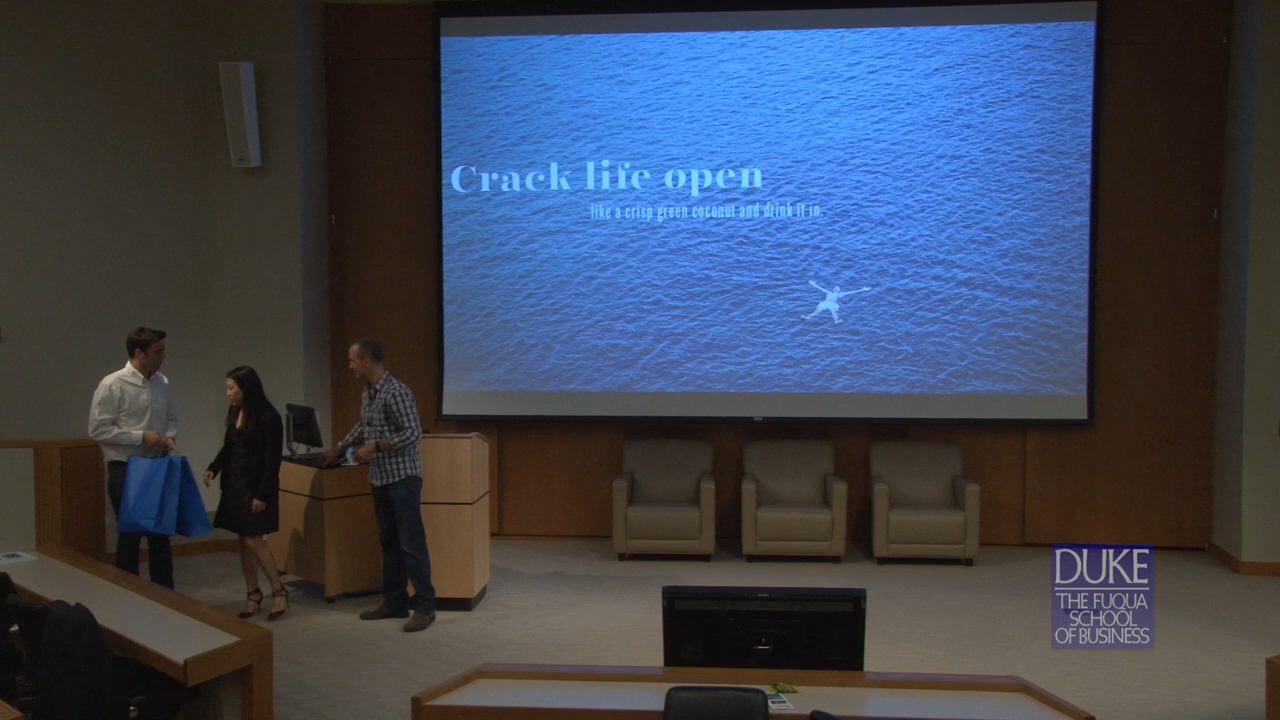 Crack life open
like a crisp green coconut and drink it in.
DUKE
THE FUQUA
SCHOOL
OF BUSINESS